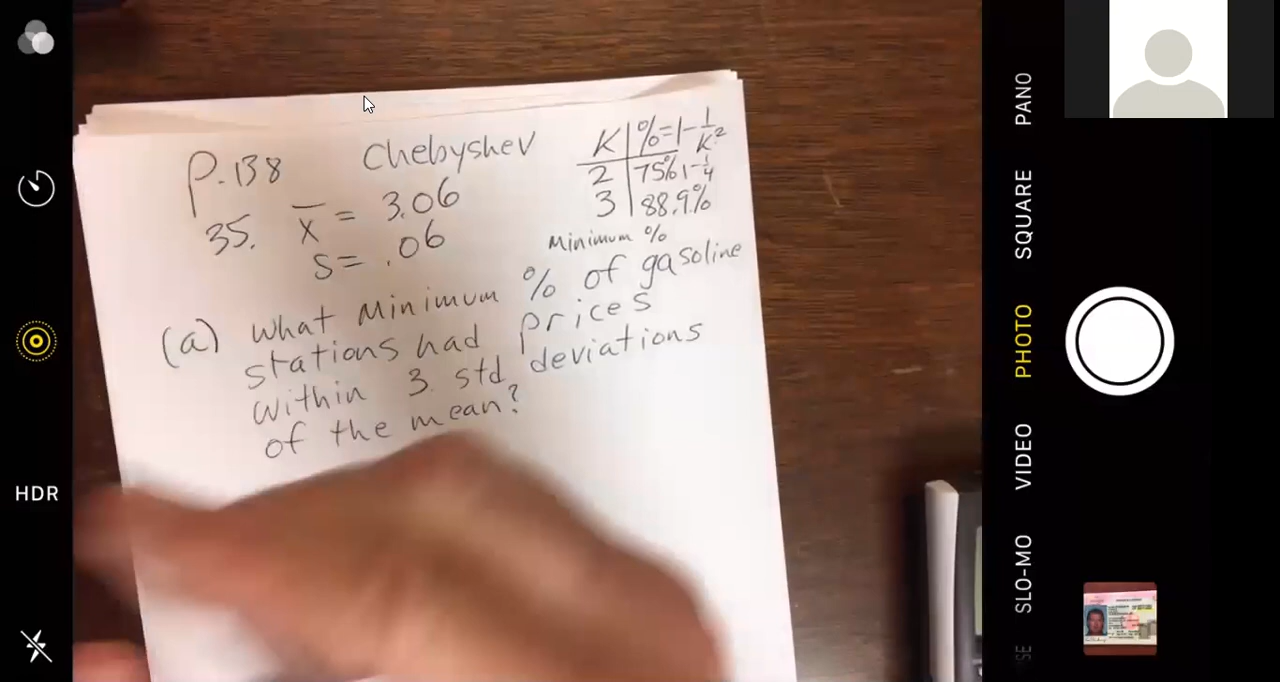 P.138 Chebyshev
35. x̄ = 3.06
s = .06
K %=1-1/K²
2 75% 1-1/4
3 88.9%
Minimum %
(a) What Minimum % of gasoline
stations had prices
within 3 std deviations
of the mean?
HDR
PANO
SQUARE
PHOTO
VIDEO
SLO-MO
SE